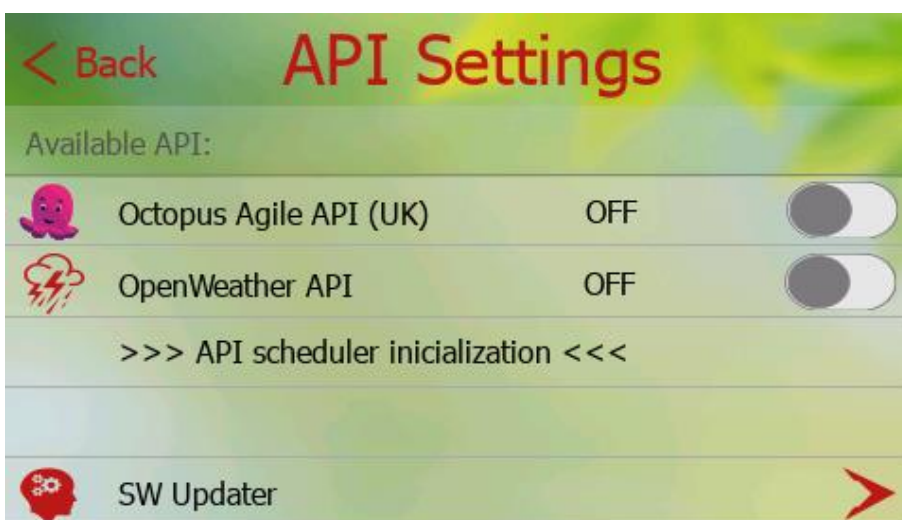 < Back API Settings
Available API:
Octopus Agile API (UK) OFF
OpenWeather API OFF
>>> API scheduler inicialization <<<
SW Updater